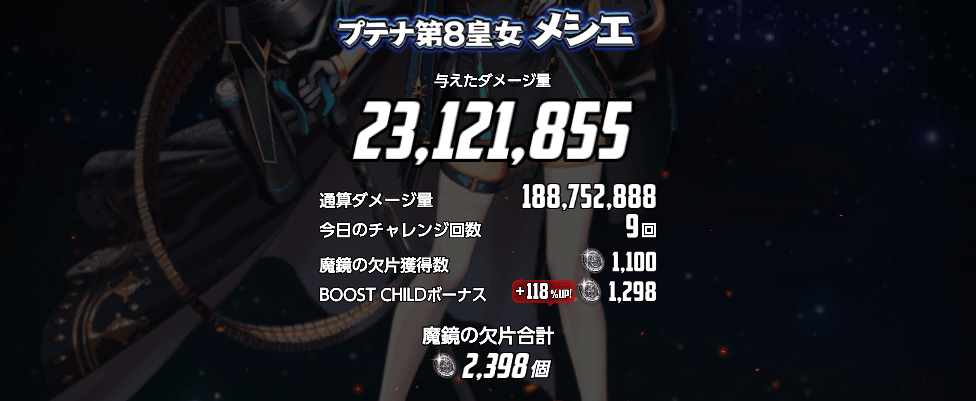 プテナ第8皇女 メシエ
与えたダメージ量
23,121,855
通算ダメージ量 188,752,888
今日のチャレンジ回数 9回
魔鏡の欠片獲得数 1,100
BOOST CHILDボーナス +118%UP! 1,298
魔鏡の欠片合計
2,398個